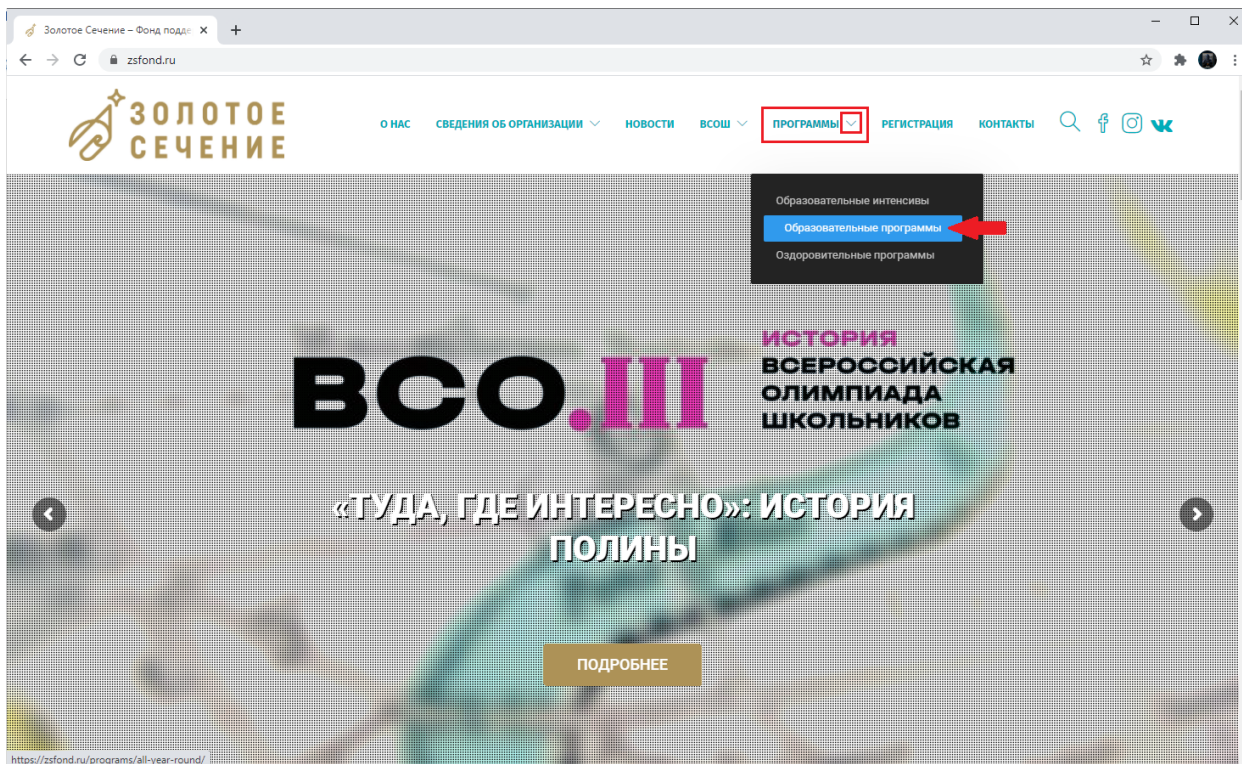 Золотое Сечение – Фонд подде
zsfond.ru
ЗОЛОТОЕ
СЕЧЕНИЕ
О НАС СВЕДЕНИЯ ОБ ОРГАНИЗАЦИИ НОВОСТИ ВСОШ ПРОГРАММЫ РЕГИСТРАЦИЯ КОНТАКТЫ
Образовательные интенсивы
Образовательные программы
Оздоровительные программы
ВСО.III
ИСТОРИЯ
ВСЕРОССИЙСКАЯ
ОЛИМПИАДА
ШКОЛЬНИКОВ
«ТУДА, ГДЕ ИНТЕРЕСНО»: ИСТОРИЯ
ПОЛИНЫ
ПОДРОБНЕЕ
https://zsfond.ru/programs/all-year-round/